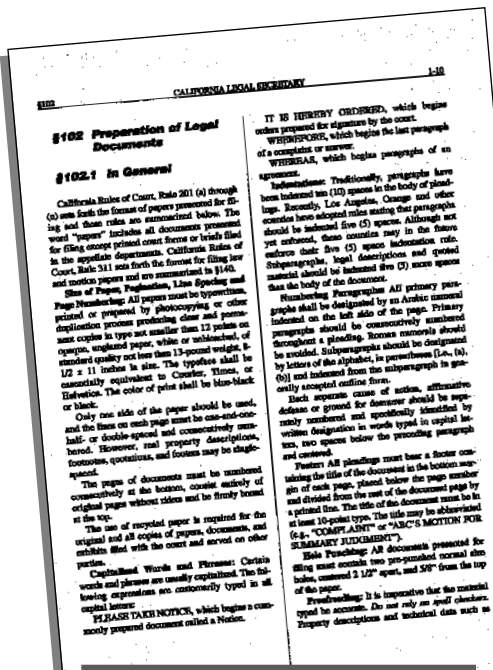 §102
CALIFORNIA LEGAL SECRETARY
1-10
§102 Preparation of Legal
Documents
§102.1 In General
California Rules of Court, Rule 201 (a) through
(n) sets forth the format of papers presented for fil-
ing and those rules are summarized below. The
word "papers" includes all documents presented
for filing except printed court forms or briefs filed
in the appellate departments. California Rules of
Court, Rule 311 sets forth the format for filing law
and motion papers and are summarized in §140.
Size of Paper, Pagination, Line Spacing and
Page Numbering: All papers must be typewritten,
printed or prepared by photocopying or other
duplication process producing clear and perma-
nent copies in type not smaller than 12 points on
opaque, unglazed paper, white or unbleached, of
standard quality not less than 13-pound weight, 8-
1/2 x 11 inches in size. The typefaces shall be
essentially equivalent to Courier, Times, or
Helvetica. The color of print shall be blue-black
or black.
Only one side of the paper should be used,
and the lines on each page must be one-and-one-
half- or double-spaced and consecutively num-
bered. However, real property descriptions,
footnotes, quotations, and footers may be single-
spaced.
The pages of documents must be numbered
consecutively at the bottom, consist entirely of
original pages without riders and be firmly bound
at the top.
The use of recycled paper is required for the
original and all copies of papers, documents, and
exhibits filed with the court and served on other
parties.
Capitalized Words and Phrases: Certain
words and phrases are usually capitalized. The fol-
lowing expressions are customarily typed in all
capital letters:
PLEASE TAKE NOTICE, which begins a com-
monly prepared document called a Notice.
IT IS HEREBY ORDERED, which begins
orders prepared for signature by the court.
WHEREFORE, which begins the last paragraph
of a complaint or answer.
WHEREAS, which begins paragraphs of an
agreement.
Indentations: Traditionally, paragraphs have
been indented ten (10) spaces in the body of plead-
ings. Recently, Los Angeles, Orange and other
counties have adopted rules stating that paragraphs
should be indented five (5) spaces. Although not
yet enforced, these counties may in the future
enforce their five (5) space indentation rule.
Subparagraphs, legal descriptions and quoted
material should be indented five (5) more spaces
than the body of the document.
Numbering Paragraphs: All primary para-
graphs shall be designated by an Arabic numeral
indented on the left side of the page. Primary
paragraphs should be consecutively numbered
throughout a pleading. Roman numerals should
be avoided. Subparagraphs should be designated
by letters of the alphabet, in parentheses [i.e., (a),
(b)] and indented from the subparagraph in gen-
erally accepted outline form.
Each separate cause of action, affirmative
defense or ground for demurrer should be sepa-
rately numbered and specifically identified by
written designation in words typed in capital let-
ters, two spaces below the preceding paragraph
and centered.
Footer: All pleadings must bear a footer con-
taining the title of the document in the bottom mar-
gin of each page, placed below the page number
and divided from the rest of the document page by
a printed line. The title of the document must be in
at least 10-point type. The title may be abbreviated
(e.g., "COMPLAINT" or "ABC'S MOTION FOR
SUMMARY JUDGMENT").
Hole Punching: All documents presented for
filing must contain two pre-punched normal size
holes, centered 2 1/2" apart, and 5/8" from the top
of the paper.
Proofreading: It is imperative that the material
typed be accurate. Do not rely on spell checkers.
Property descriptions and technical data such as